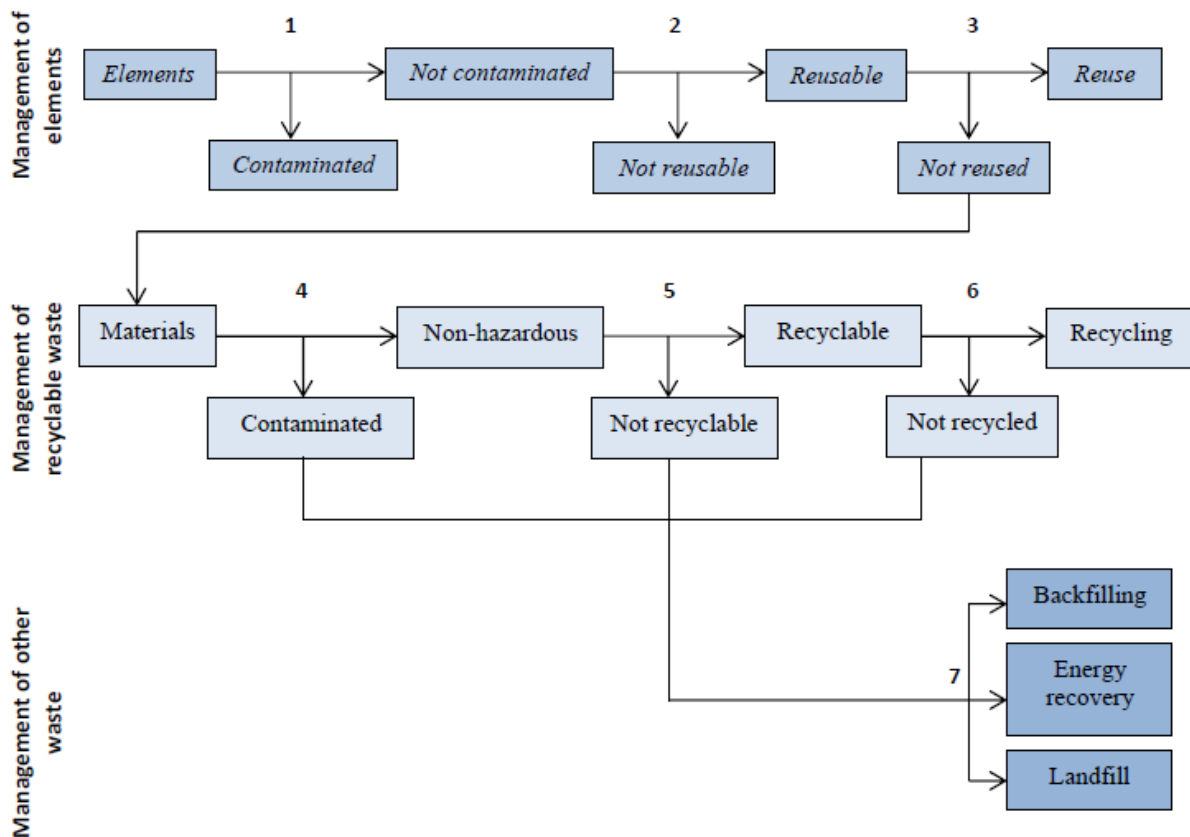 1
2
3
Management of
elements
Elements
Not contaminated
Reusable
Reuse
Contaminated
Not reusable
Not reused
4
5
6
Management of
recyclable waste
Materials
Non-hazardous
Recyclable
Recycling
Contaminated
Not recyclable
Not recycled
Management of other
waste
7
Backfilling
Energy
recovery
Landfill